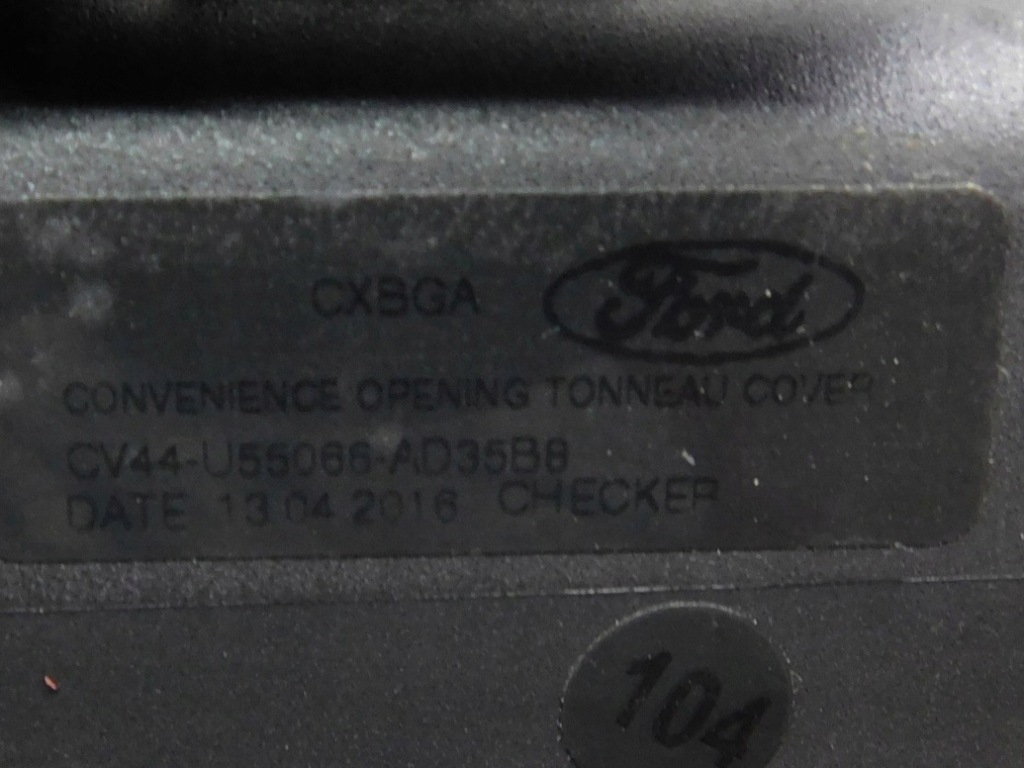 CXBGA Ford
CONVENIENCE OPENING TONNEAU COVER
CV44-U55066-AD35B8
DATE 13.04.2016 CHECKER
104